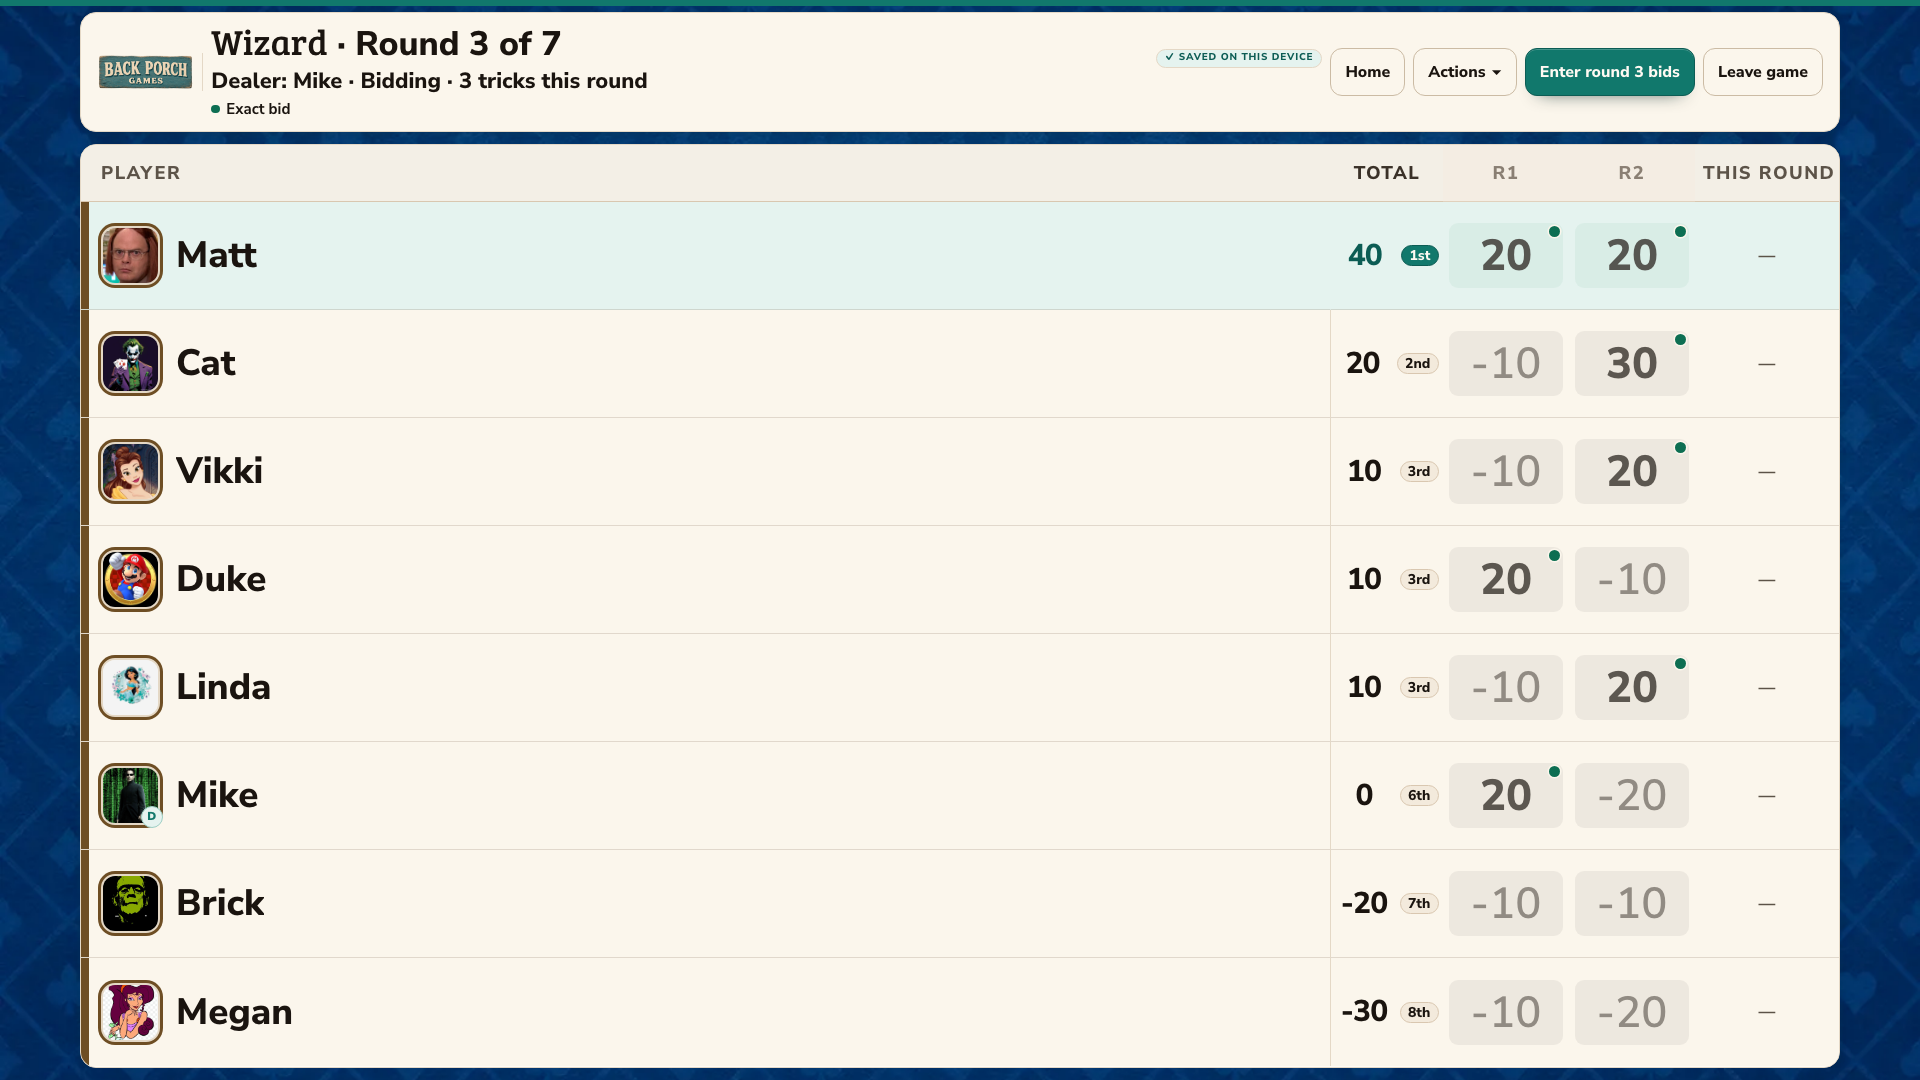 BACK PORCH
GAMES
Wizard · Round 3 of 7
Dealer: Mike · Bidding · 3 tricks this round
Exact bid
✓ SAVED ON THIS DEVICE
Home
Actions
Enter round 3 bids
Leave game
PLAYER TOTAL R1 R2 THIS ROUND
Matt 40 1st 20 20 —
Cat 20 2nd -10 30 —
Vikki 10 3rd -10 20 —
Duke 10 3rd 20 -10 —
Linda 10 3rd -10 20 —
D
Mike 0 6th 20 -20 —
Brick -20 7th -10 -10 —
Megan -30 8th -10 -20 —